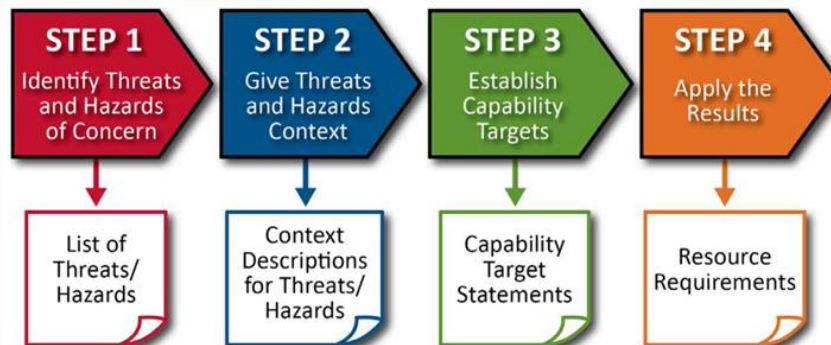 STEP 1
Identify Threats
and Hazards
of Concern
STEP 2
Give Threats
and Hazards
Context
STEP 3
Establish
Capability
Targets
STEP 4
Apply the
Results
List of
Threats/
Hazards
Context
Descriptions
for Threats/
Hazards
Capability
Target
Statements
Resource
Requirements